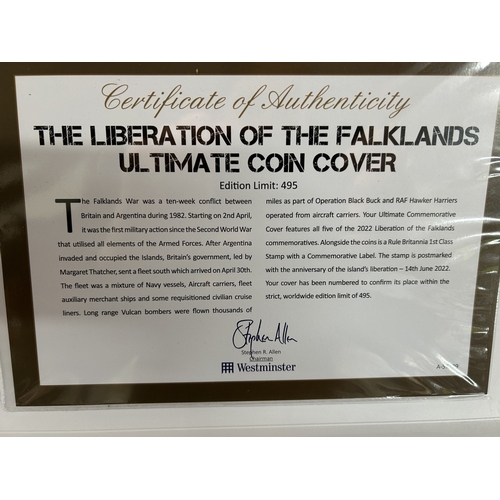 Certificate of Authenticity
THE LIBERATION OF THE FALKLANDS
ULTIMATE COIN COVER
Edition Limit: 495
The Falklands War was a ten-week conflict between
Britain and Argentina during 1982. Starting on 2nd April,
it was the first military action since the Second World War
that utilised all elements of the Armed Forces. After Argentina
invaded and occupied the Islands, Britain's government, led by
Margaret Thatcher, sent a fleet south which arrived on April 30th.
The fleet was a mixture of Navy vessels, Aircraft carriers, fleet
auxiliary merchant ships and some requisitioned civilian cruise
liners. Long range Vulcan bombers were flown thousands of
miles as part of Operation Black Buck and RAF Hawker Harriers
operated from aircraft carriers. Your Ultimate Commemorative
Cover features all five of the 2022 Liberation of the Falklands
commemoratives. Alongside the coins is a Rule Britannia 1st Class
Stamp with a Commemorative Label. The stamp is postmarked
with the anniversary of the island's liberation – 14th June 2022.
Your cover has been numbered to confirm its place within the
strict, worldwide edition limit of 495.
Stephen Allen
Stephen R. Allen
Chairman
Westminster